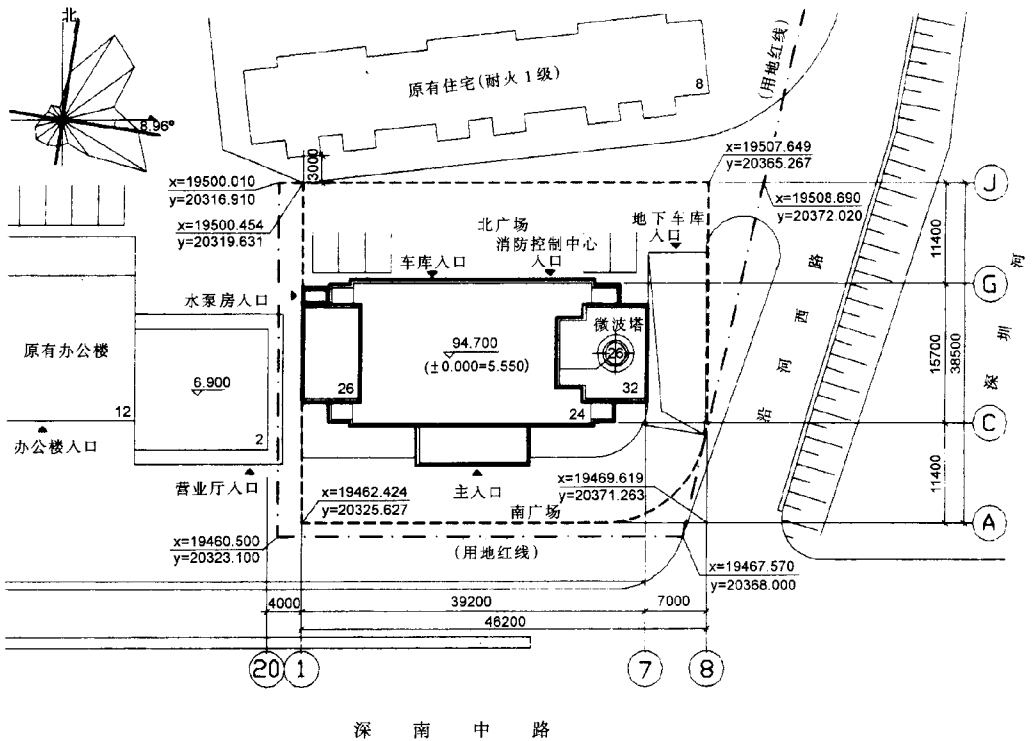 北
8.96°
原有住宅(耐火1级)
8
(用地红线)
3000
x=19500.010
y=20316.910
x=19500.454
y=20319.631
x=19507.649
y=20365.267
x=19508.690
y=20372.020
J
北广场
消防控制中心
入口
地下车库
入口
车库入口
水泵房入口
11400
G
原有办公楼
12
6.900
2
94.700
(±0.000=5.550)
微波塔
26
26
32
24
沿河西路
深圳河
15700
38500
C
办公楼入口
营业厅入口
主入口
南广场
11400
x=19462.424
y=20325.627
x=19469.619
y=20371.263
A
x=19460.500
y=20323.100
(用地红线)
x=19467.570
y=20368.000
4000
39200
7000
46200
20
1
7
8
深南中路